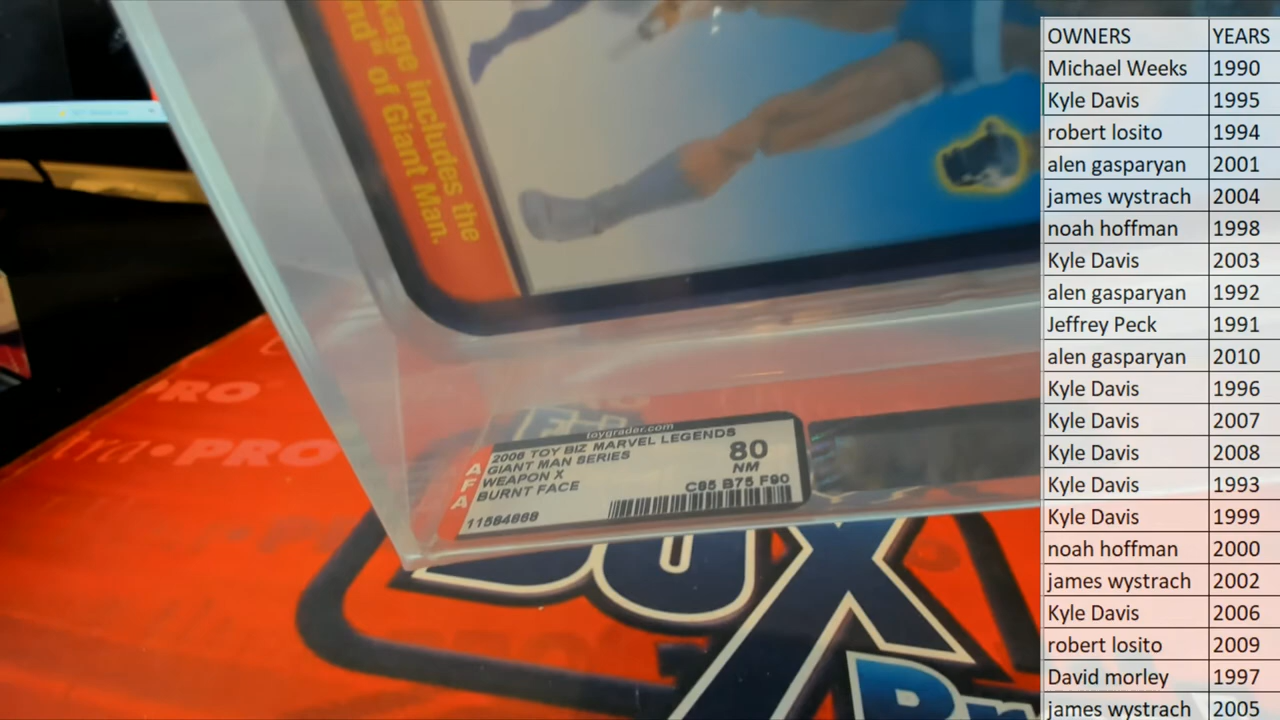 kage includes the
nd" of Giant Man.
PRO
tra•PRO
toygrader.com
AFA
2006 TOY BIZ MARVEL LEGENDS
GIANT MAN SERIES
WEAPON X
BURNT FACE
80
NM
C85 B75 F90
11584868
BOX
OWNERS YEARS
Michael Weeks 1990
Kyle Davis 1995
robert losito 1994
alen gasparyan 2001
james wystrach 2004
noah hoffman 1998
Kyle Davis 2003
alen gasparyan 1992
Jeffrey Peck 1991
alen gasparyan 2010
Kyle Davis 1996
Kyle Davis 2007
Kyle Davis 2008
Kyle Davis 1993
Kyle Davis 1999
noah hoffman 2000
james wystrach 2002
Kyle Davis 2006
robert losito 2009
David morley 1997
james wystrach 2005